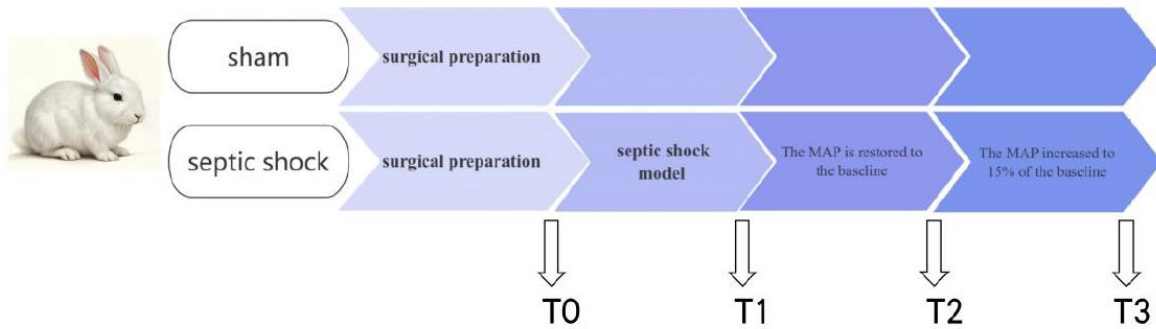 sham
surgical preparation
septic shock
surgical preparation
septic shock
model
The MAP is restored to
the baseline
The MAP increased to
15% of the baseline
T0
T1
T2
T3